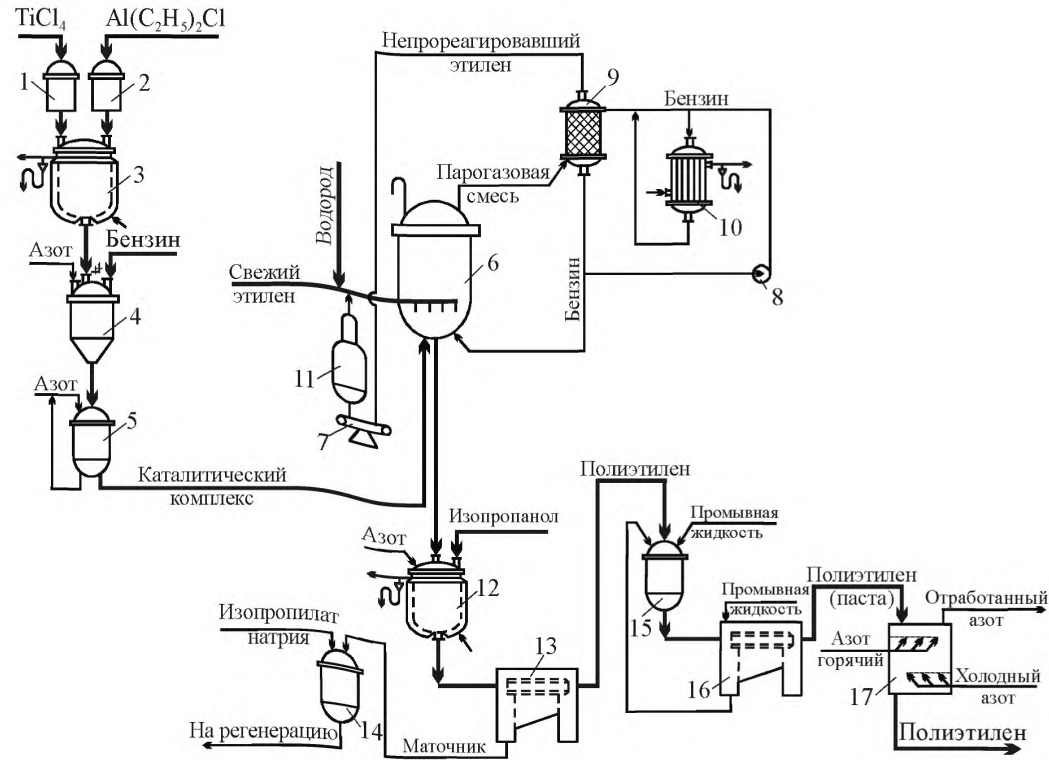 TiCl4
Al(C2H5)2Cl
Непрореагировавший
этилен
1
2
9
Бензин
3
Парогазовая
смесь
10
Водород
Азот
Бензин
6
Свежий
этилен
Бензин
8
4
11
Азот
7
5
Каталитический
комплекс
Полиэтилен
Изопропанол
Промывная
жидкость
Азот
12
Полиэтилен
(паста)
Промывная
жидкость
15
Отработанный
азот
Изопропилат
натрия
Азот
горячий
13
16
17
Холодный
азот
14
На регенерацию
Маточник
Полиэтилен